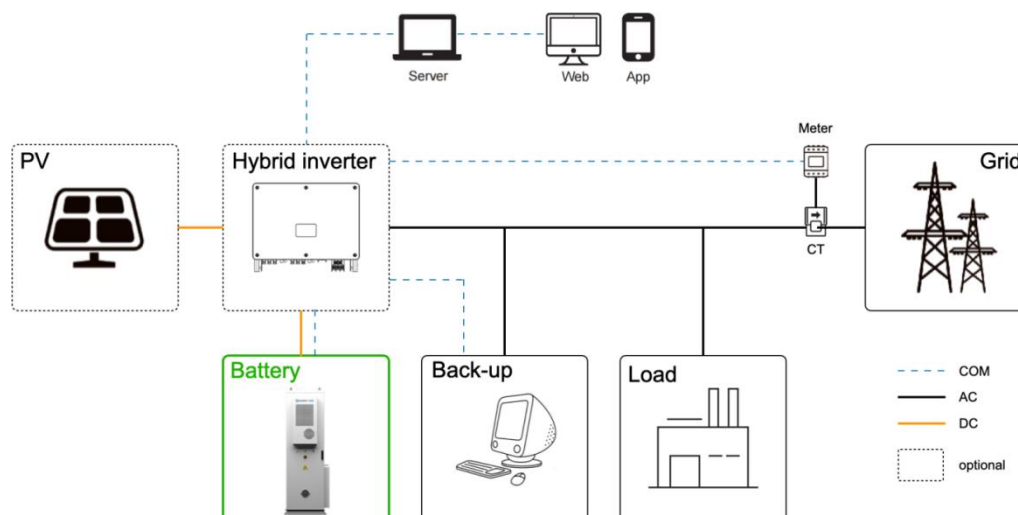 Server
Web
App
Meter
PV
Hybrid inverter
Grid
CT
Battery
Back-up
Load
COM
AC
DC
optional